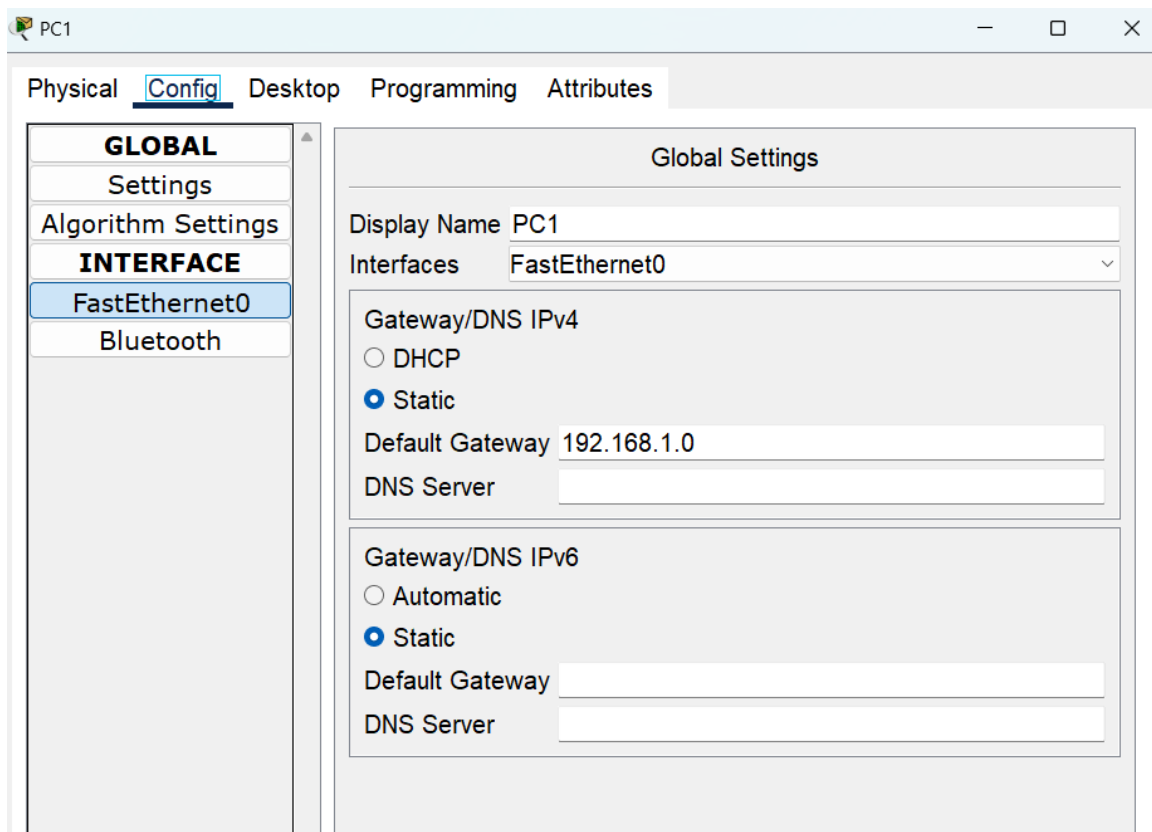 PC1
Physical Config Desktop Programming Attributes
GLOBAL
Settings
Algorithm Settings
INTERFACE
FastEthernet0
Bluetooth
Global Settings
Display Name PC1
Interfaces FastEthernet0
Gateway/DNS IPv4
DHCP
Static
Default Gateway 192.168.1.0
DNS Server
Gateway/DNS IPv6
Automatic
Static
Default Gateway
DNS Server